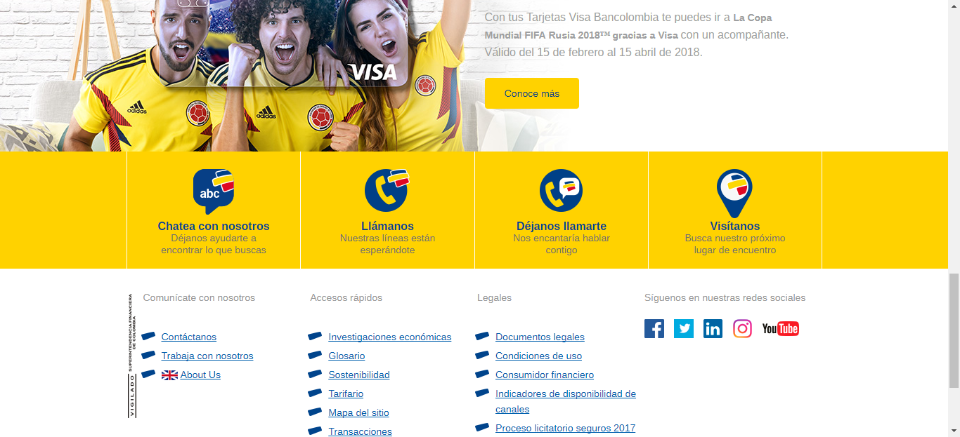 Con tus Tarjetas Visa Bancolombia te puedes ir a La Copa
Mundial FIFA Rusia 2018™ gracias a Visa con un acompañante.
Válido del 15 de febrero al 15 abril de 2018.
VISA
Conoce más
adidas
adidas
adidas
abc
Chatea con nosotros
Déjanos ayudarte a
encontrar lo que buscas
Llámanos
Nuestras líneas están
esperándote
Déjanos llamarte
Nos encantaría hablar
contigo
Visítanos
Busca nuestro próximo
lugar de encuentro
SUPERINTENDENCIA FINANCIERA
DE COLOMBIA
VIGILADO
Comunícate con nosotros
Contáctanos
Trabaja con nosotros
About Us
Accesos rápidos
Investigaciones económicas
Glosario
Sostenibilidad
Tarifario
Mapa del sitio
Transacciones
Legales
Documentos legales
Condiciones de uso
Consumidor financiero
Indicadores de disponibilidad de
canales
Proceso licitatorio seguros 2017
Síguenos en nuestras redes sociales
YouTube